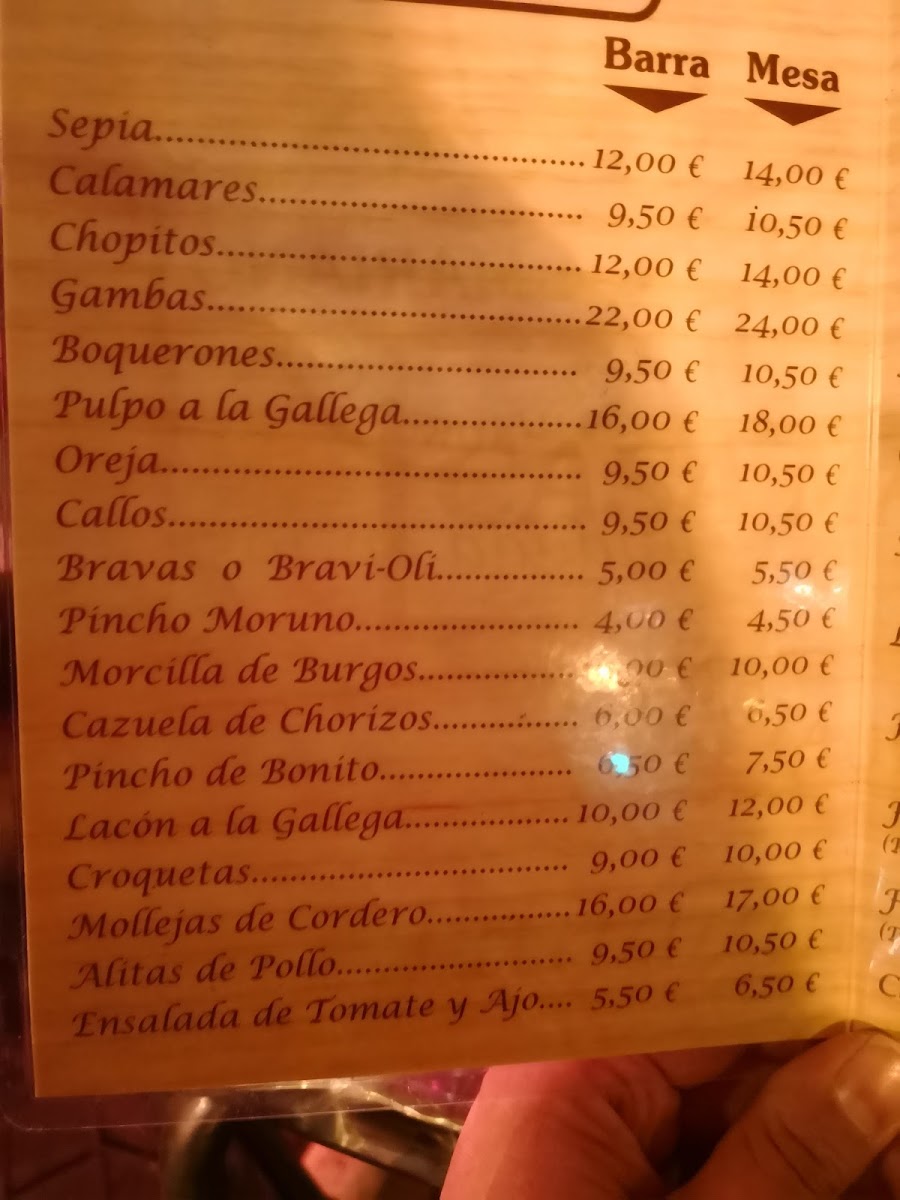 Barra Mesa
Sepia 12,00 € 14,00 €
Calamares 9,50 € 10,50 €
Chopitos 12,00 € 14,00 €
Gambas 22,00 € 24,00 €
Boquerones 9,50 € 10,50 €
Pulpo a la Gallega 16,00 € 18,00 €
Oreja 9,50 € 10,50 €
Callos 9,50 € 10,50 €
Bravas o Bravi-Oli 5,00 € 5,50 €
Pincho Moruno 4,00 € 4,50 €
Morcilla de Burgos € 10,00 €
Cazuela de Chorizos 6,00 € 6,50 €
Pincho de Bonito 6,50 € 7,50 €
Lacón a la Gallega 10,00 € 12,00 €
Croquetas 9,00 € 10,00 €
Mollejas de Cordero 16,00 € 17,00 €
Alitas de Pollo 9,50 € 10,50 €
Ensalada de Tomate y Ajo 5,50 € 6,50 €